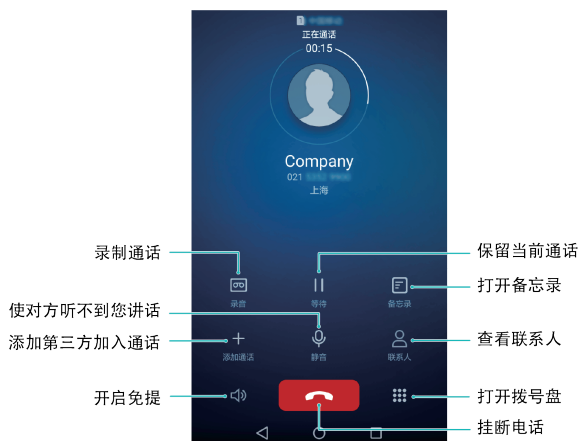 正在通话
00:15
Company
021
上海
录制通话
保留当前通话
打开备忘录
录音
等待
备忘录
使对方听不到您讲话
添加第三方加入通话
查看联系人
添加通话
静音
联系人
开启免提
打开拨号盘
挂断电话